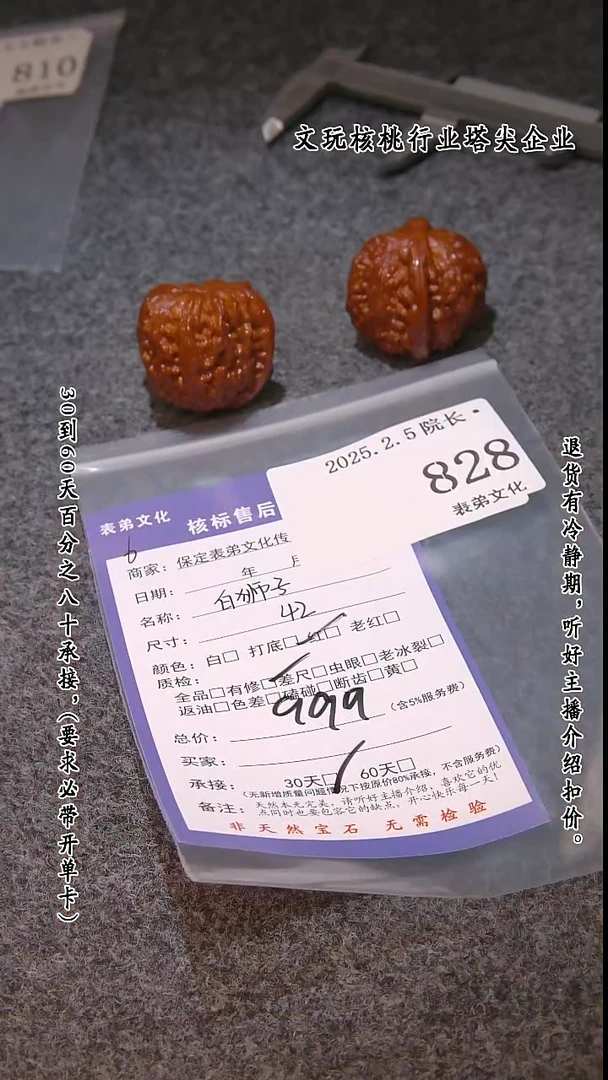 810
文玩核桃行业塔尖企业
30到60天百分之八十承接，（要求必带开单卡）
退货有冷静期，听好主播介绍扣价。
2025.2.5 院长·
828
表弟文化
表弟文化 核标售后
6
商家：保定表弟文化传
日期： 年 月
名称：白狮子
尺寸：42
颜色：白□ 打底□ 红□ 老红□
质检：
全品□有修□差尺□虫眼□老冰裂□
返油□色差□磕碰□断齿□黄□
总价：999 （含5%服务费）
买家：
承接： 30天□ 60天□
（无新增质量问题情况下按原价80%承接，不含服务费）
备注：天然本无完美，请听好主播介绍，喜欢它的优
点同时也要包容它的缺点，开心快乐每一天！
非天然宝石 无需检验